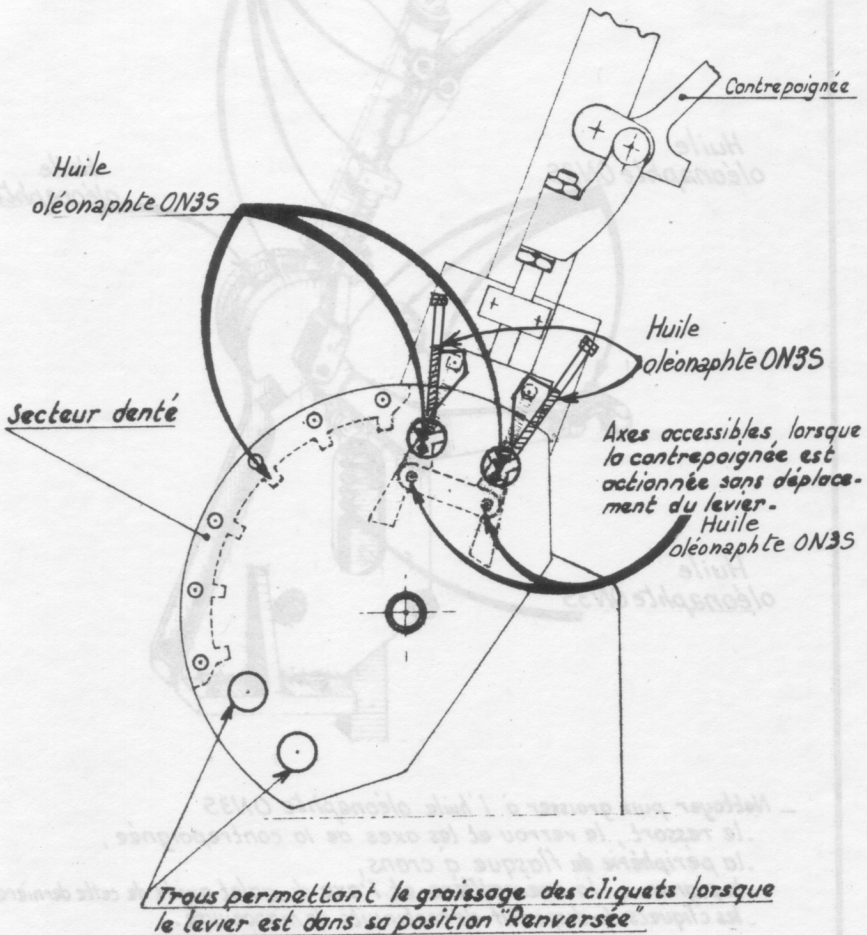 Contrepoignée
Huile
oléonaphte ON3S
Huile
oléonaphte ON3S
Secteur denté
Axes accessibles, lorsque
la contrepoignée est
actionnée sans déplace-
ment du levier.
Huile
oléonaphte ON3S
Trous permettant le graissage des cliquets lorsque
le levier est dans sa position "Renversée"